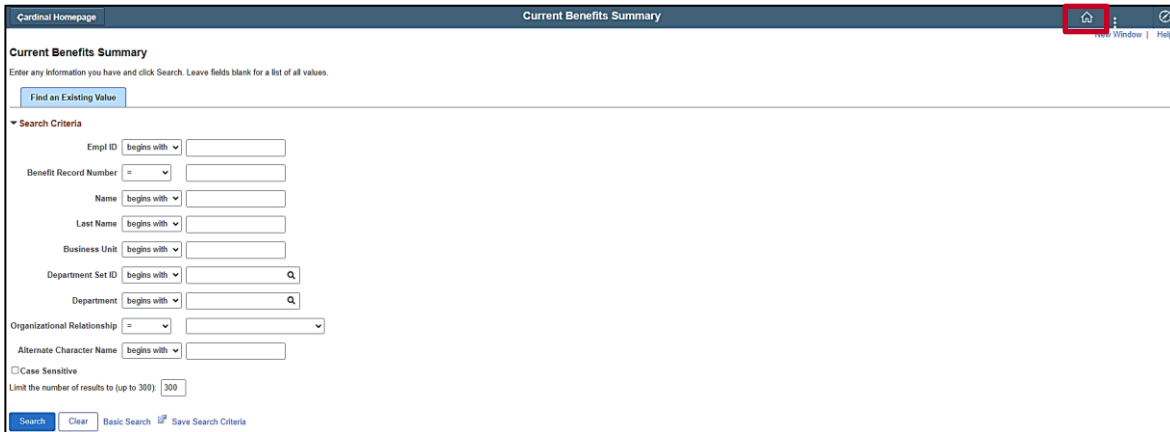 Cardinal Homepage Current Benefits Summary
New Window | Help
Current Benefits Summary
Enter any information you have and click Search. Leave fields blank for a list of all values.
Find an Existing Value
Search Criteria
Empl ID begins with
Benefit Record Number =
Name begins with
Last Name begins with
Business Unit begins with
Department Set ID begins with
Department begins with
Organizational Relationship =
Alternate Character Name begins with
Case Sensitive
Limit the number of results to (up to 300): 300
Search Clear Basic Search Save Search Criteria